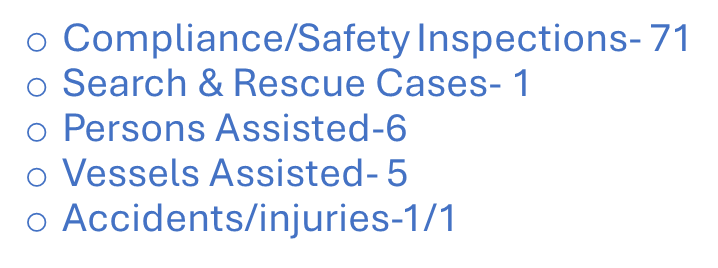 ○ Compliance/Safety Inspections- 71
○ Search & Rescue Cases- 1
○ Persons Assisted-6
○ Vessels Assisted- 5
○ Accidents/injuries-1/1